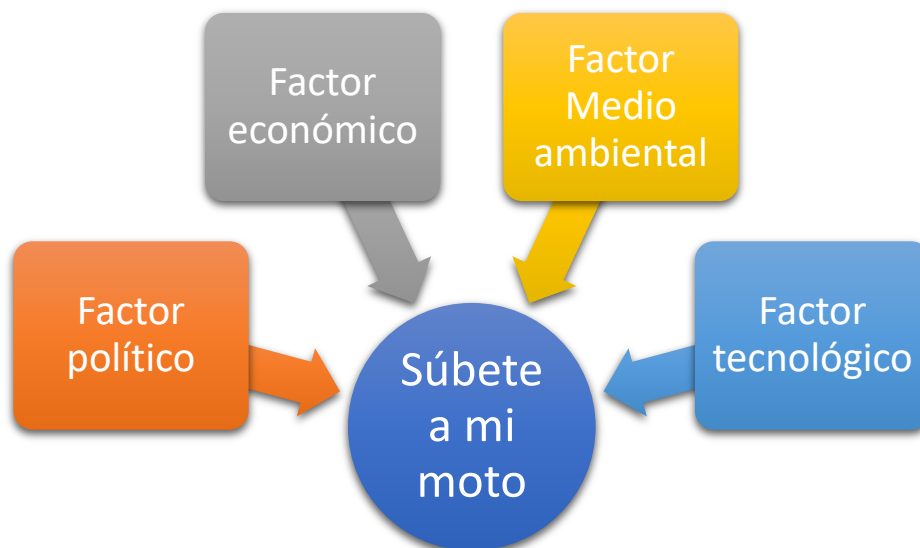 Factor
económico
Factor
Medio
ambiental
Factor
político
Factor
tecnológico
Súbete
a mi
moto